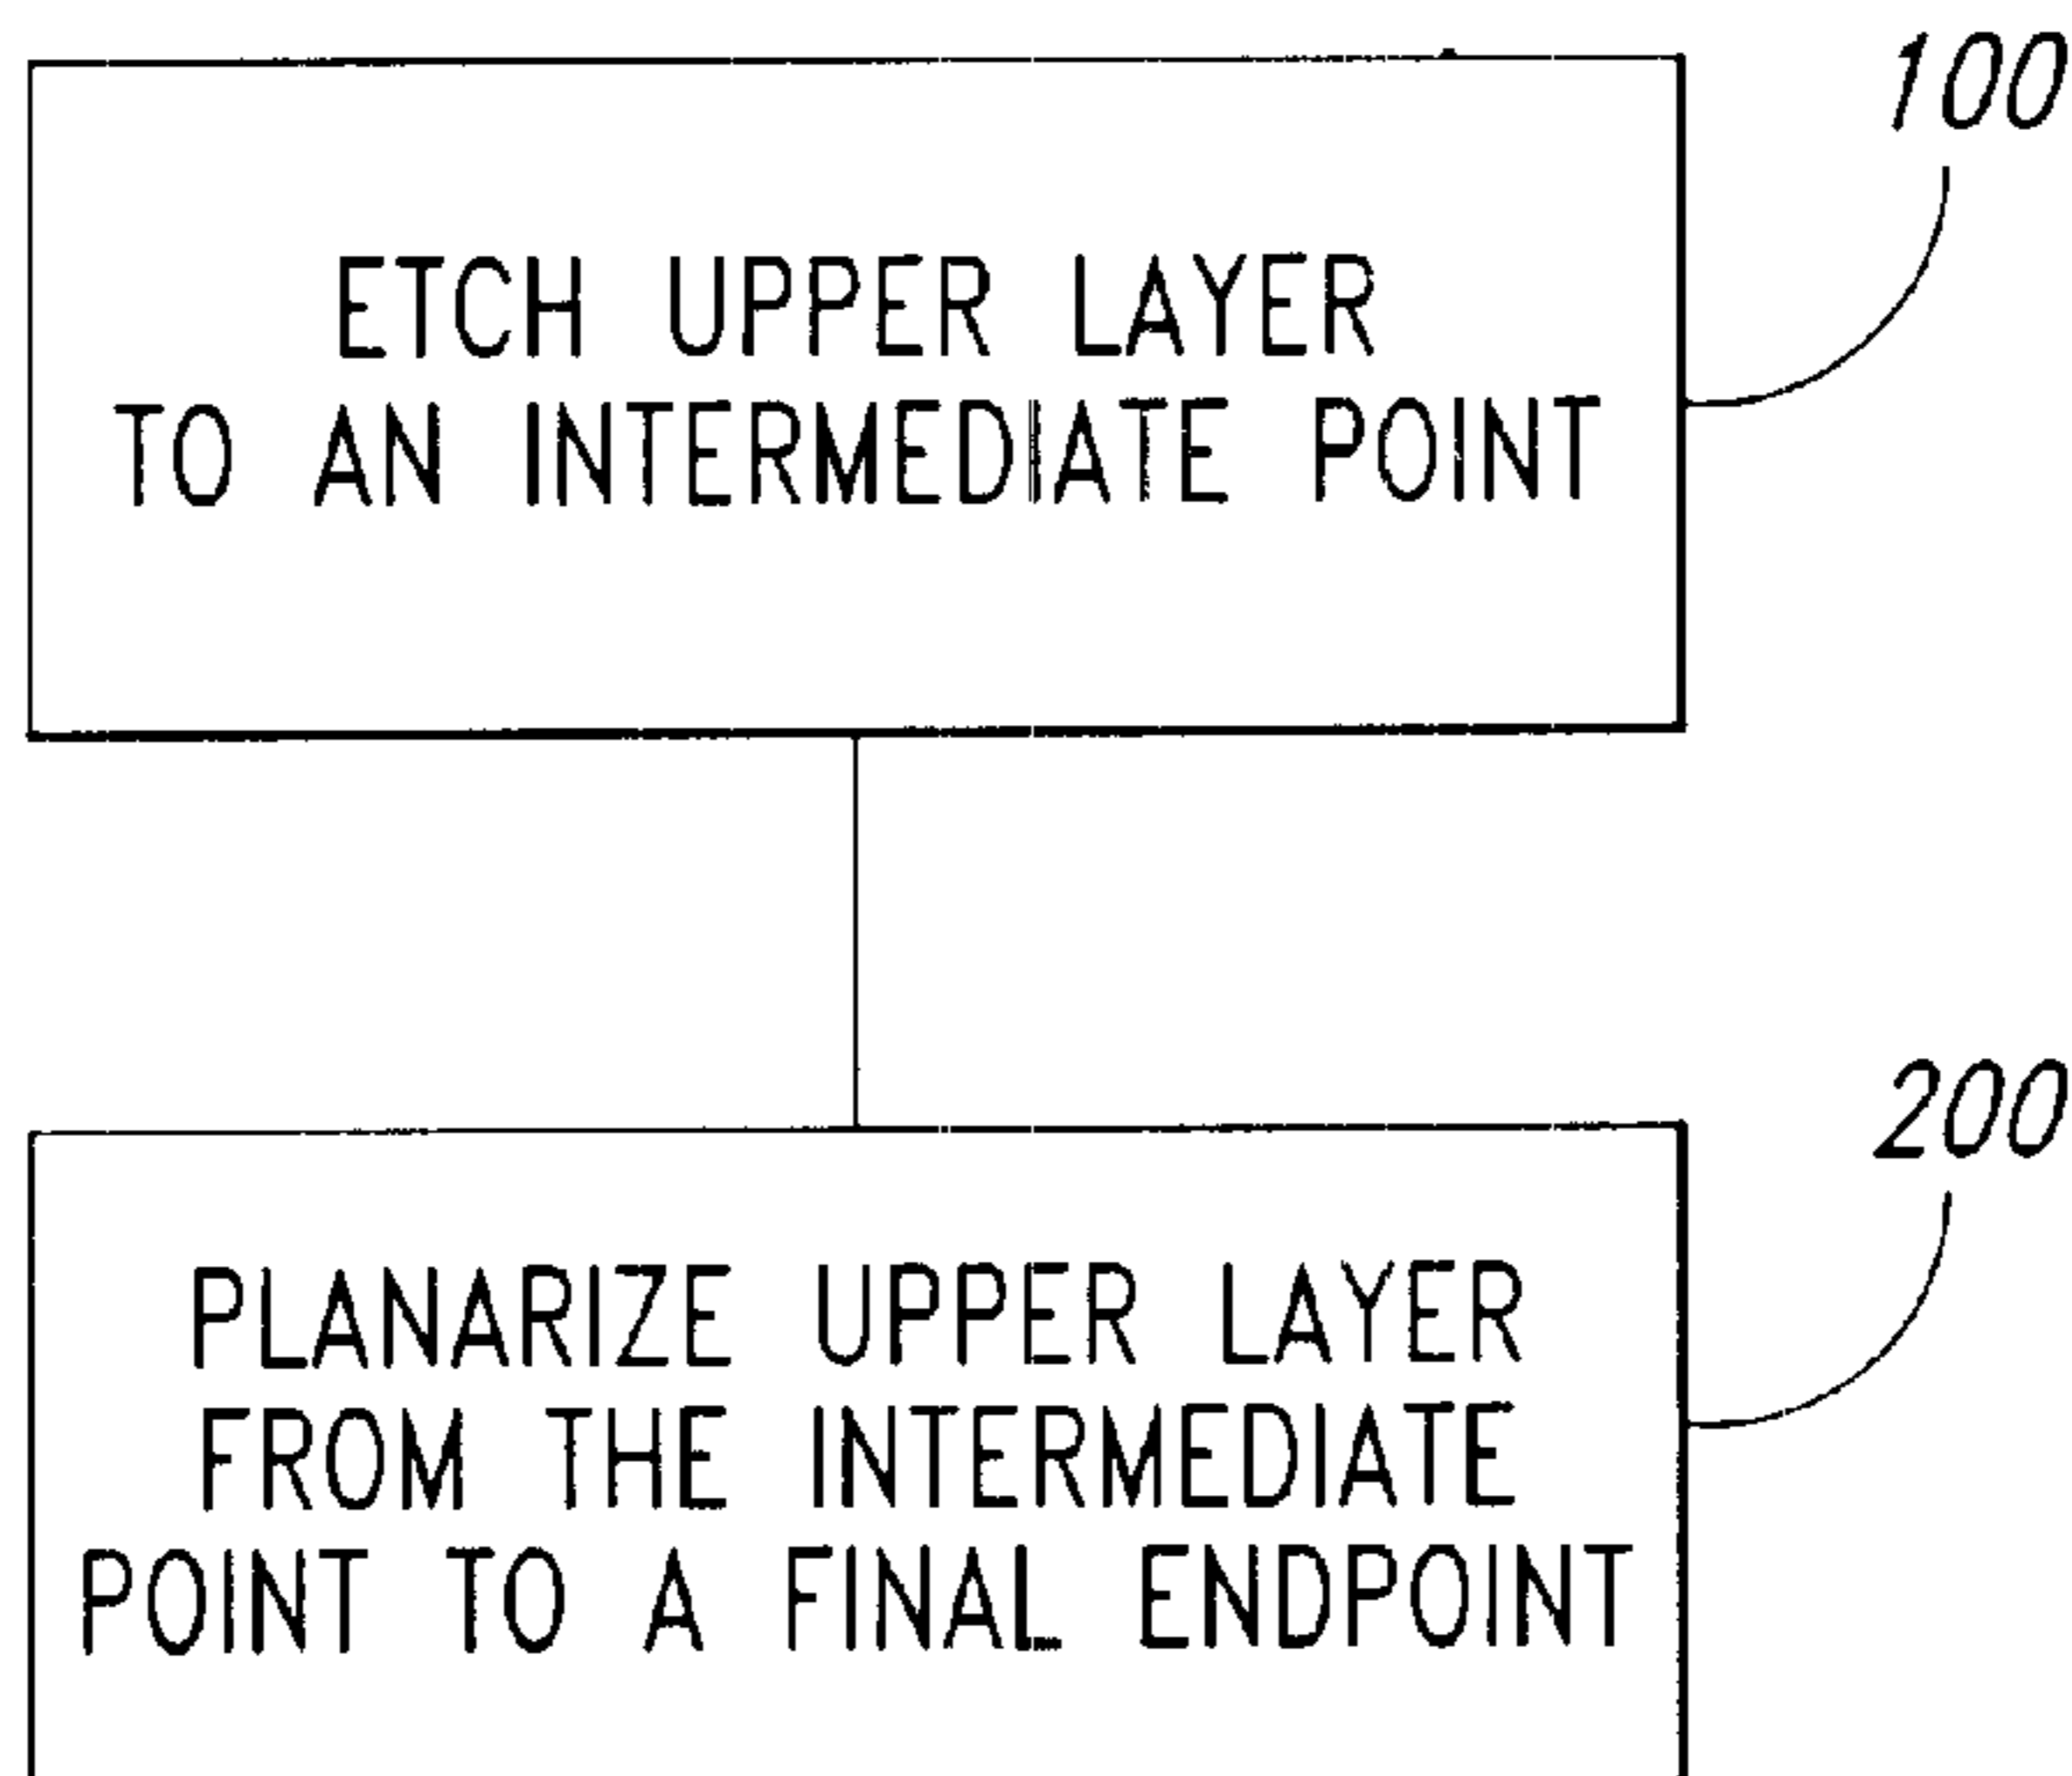 100
ETCH UPPER LAYER
TO AN INTERMEDIATE POINT
200
PLANARIZE UPPER LAYER
FROM THE INTERMEDIATE
POINT TO A FINAL ENDPOINT